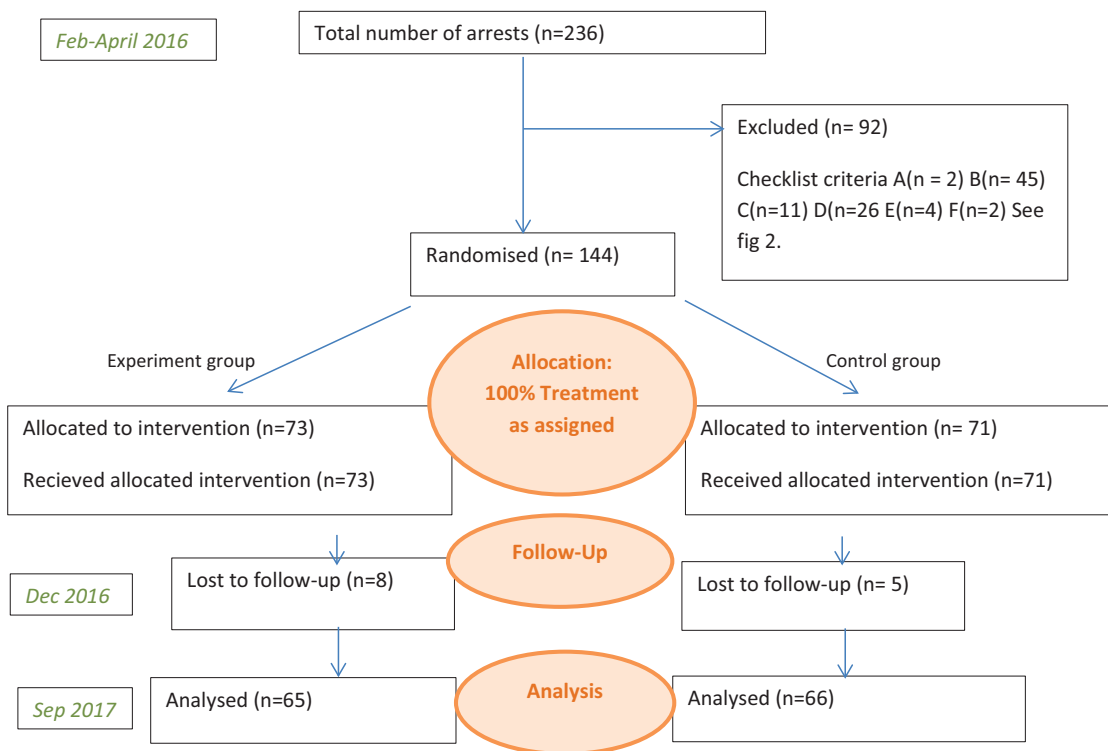 Feb-April 2016
Total number of arrests (n=236)
Excluded (n= 92)
Checklist criteria A(n = 2) B(n= 45)
C(n=11) D(n=26 E(n=4) F(n=2) See
fig 2.
Randomised (n= 144)
Experiment group
Allocation:
100% Treatment
as assigned
Control group
Allocated to intervention (n=73)
Recieved allocated intervention (n=73)
Allocated to intervention (n= 71)
Received allocated intervention (n=71)
Follow-Up
Dec 2016
Lost to follow-up (n=8)
Lost to follow-up (n= 5)
Sep 2017
Analysed (n=65)
Analysis
Analysed (n=66)